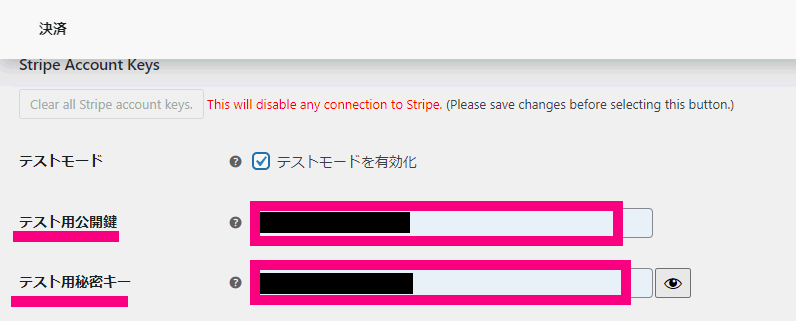 決済
Stripe Account Keys
Clear all Stripe account keys. This will disable any connection to Stripe. (Please save changes before selecting this button.)
テストモード ? テストモードを有効化
テスト用公開鍵 ?
テスト用秘密キー ?